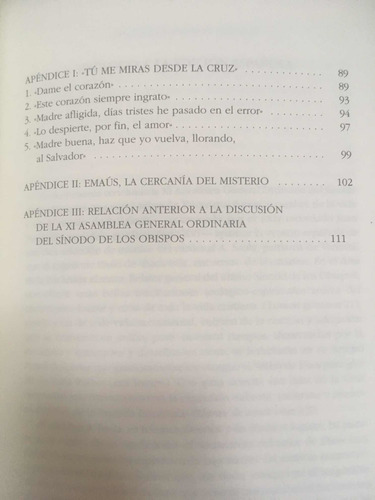 APÉNDICE I: «TÚ ME MIRAS DESDE LA CRUZ» ............ 89
1. «Dame el corazón» ............ 89
2. «Este corazón siempre ingrato» ............ 93
3. «Madre afligida, días tristes he pasado en el error» ............ 94
4. «Lo despierte, por fin, el amor» ............ 97
5. «Madre buena, haz que yo vuelva, llorando,
al Salvador» ............ 99
APÉNDICE II: EMAÚS, LA CERCANÍA DEL MISTERIO ............ 102
APÉNDICE III: RELACIÓN ANTERIOR A LA DISCUSIÓN
DE LA XI ASAMBLEA GENERAL ORDINARIA
DEL SÍNODO DE LOS OBISPOS ............ 111